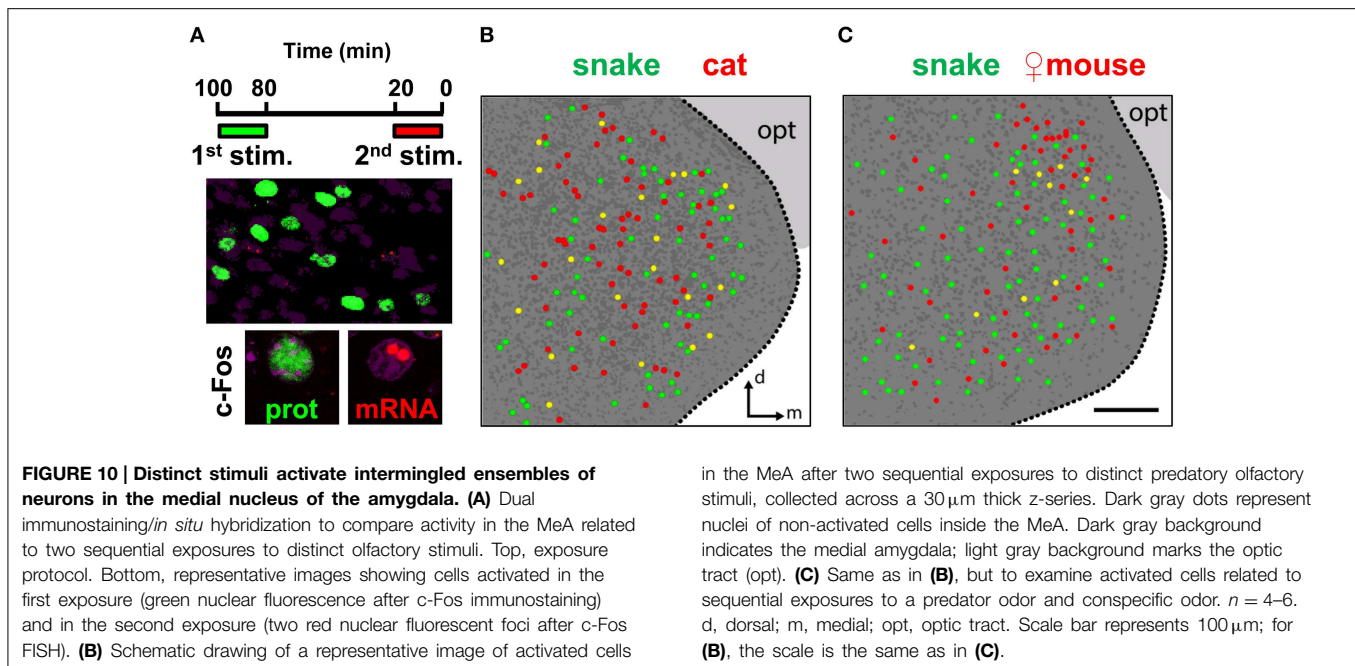 A
Time (min)
100 80 20 0
1st stim. 2nd stim.
c-Fos
prot
mRNA
B
snake cat
opt
d
m
C
snake ♀mouse
opt
FIGURE 10 | Distinct stimuli activate intermingled ensembles of
neurons in the medial nucleus of the amygdala. (A) Dual
immunostaining/in situ hybridization to compare activity in the MeA related
to two sequential exposures to distinct olfactory stimuli. Top, exposure
protocol. Bottom, representative images showing cells activated in the
first exposure (green nuclear fluorescence after c-Fos immunostaining)
and in the second exposure (two red nuclear fluorescent foci after c-Fos
FISH). (B) Schematic drawing of a representative image of activated cells
in the MeA after two sequential exposures to distinct predatory olfactory
stimuli, collected across a 30 μm thick z-series. Dark gray dots represent
nuclei of non-activated cells inside the MeA. Dark gray background
indicates the medial amygdala; light gray background marks the optic
tract (opt). (C) Same as in (B), but to examine activated cells related to
sequential exposures to a predator odor and conspecific odor. n = 4–6.
d, dorsal; m, medial; opt, optic tract. Scale bar represents 100 μm; for
(B), the scale is the same as in (C).